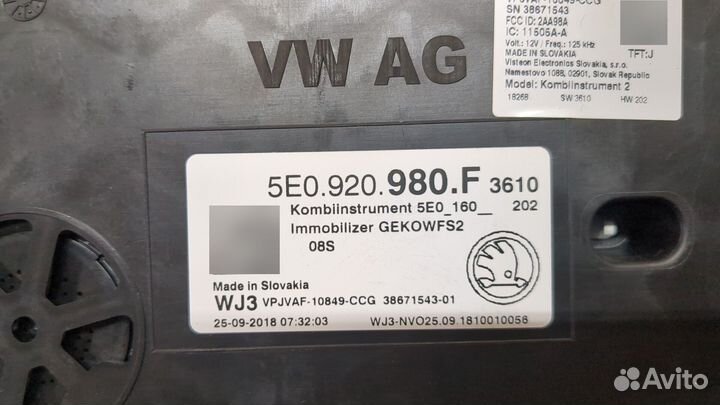 VW AG
VPJVAF-10849-CCG
SN 38671543
FCC ID: 2AA98A
IC: 11505A-A
Volt.: 12V / Freq.: 125 kHz
MADE IN SLOVAKIA
TFT:J
Visteon Electronics Slovakia, s.r.o.
Namestovo 1088, 02901, Slovak Republic
Model: Kombiinstrument 2
18268 SW:3610 HW:202
5E0.920.980.F 3610
Kombiinstrument 5E0_160__ 202
Immobilizer GEKOWFS2
08S
Made in Slovakia
WJ3 VPJVAF-10849-CCG 38671543-01
25-09-2018 07:32:03 WJ3-NVO25.09.1810010056
Avito